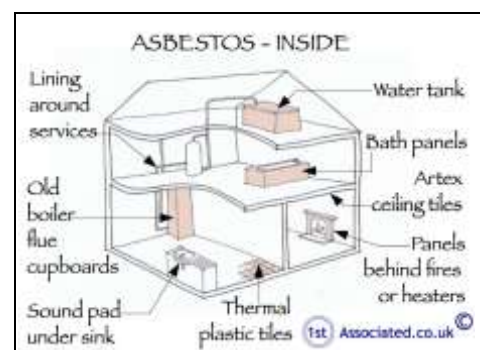 ASBESTOS - INSIDE
Lining
around
services
Water tank
Bath panels
Artex
ceiling tiles
Old
boiler
flue
cupboards
Panels
behind fires
or heaters
Sound pad
under sink
Thermal
plastic tiles
1st Associated.co.uk ©